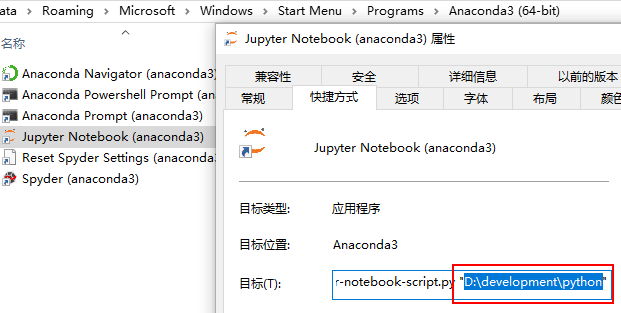 ata › Roaming › Microsoft › Windows › Start Menu › Programs › Anaconda3 (64-bit)
名称
Anaconda Navigator (anaconda3)
Anaconda Powershell Prompt (anaconda3)
Anaconda Prompt (anaconda3)
Jupyter Notebook (anaconda3)
Reset Spyder Settings (anaconda3
Spyder (anaconda3)
Jupyter Notebook (anaconda3) 属性
兼容性 安全 详细信息 以前的版本
常规 快捷方式 选项 字体 布局 颜色
Jupyter Notebook (anaconda3)
目标类型: 应用程序
目标位置: Anaconda3
目标(T): r-notebook-script.py "D:\development\python"